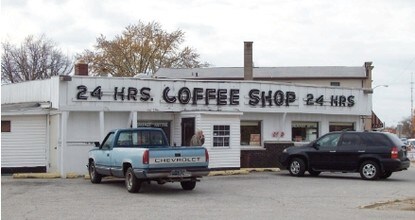 24 HRS. COFFEE SHOP 24 HRS
CHEVROLET